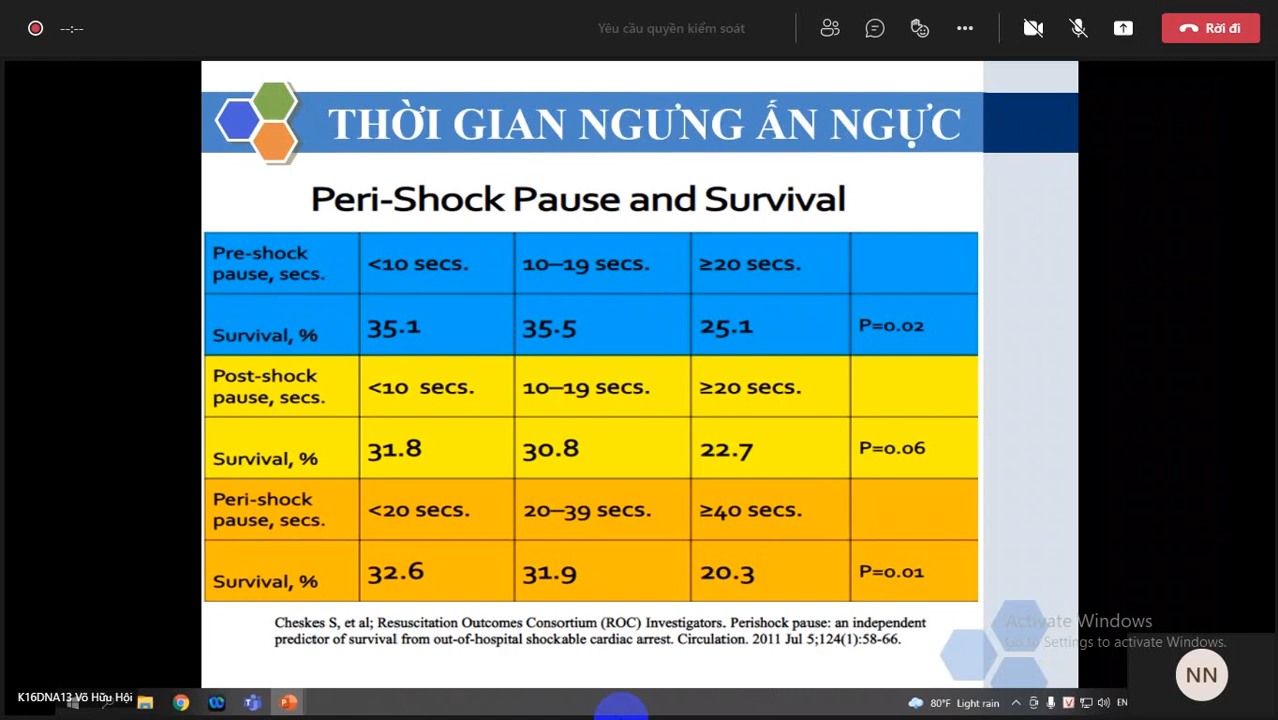 --:--
Yêu cầu quyền kiểm soát
Rời đi
THỜI GIAN NGƯNG ẤN NGỰC
Peri-Shock Pause and Survival
Pre-shock pause, secs. <10 secs. 10–19 secs. ≥20 secs.
Survival, % 35.1 35.5 25.1 P=0.02
Post-shock pause, secs. <10 secs. 10–19 secs. ≥20 secs.
Survival, % 31.8 30.8 22.7 P=0.06
Peri-shock pause, secs. <20 secs. 20–39 secs. ≥40 secs.
Survival, % 32.6 31.9 20.3 P=0.01
Cheskes S, et al; Resuscitation Outcomes Consortium (ROC) Investigators. Perishock pause: an independent
predictor of survival from out-of-hospital shockable cardiac arrest. Circulation. 2011 Jul 5;124(1):58-66.
Activate Windows
Go to Settings to activate Windows.
NN
K16DNA13 Võ Hữu Hội
80°F Light rain
ENG